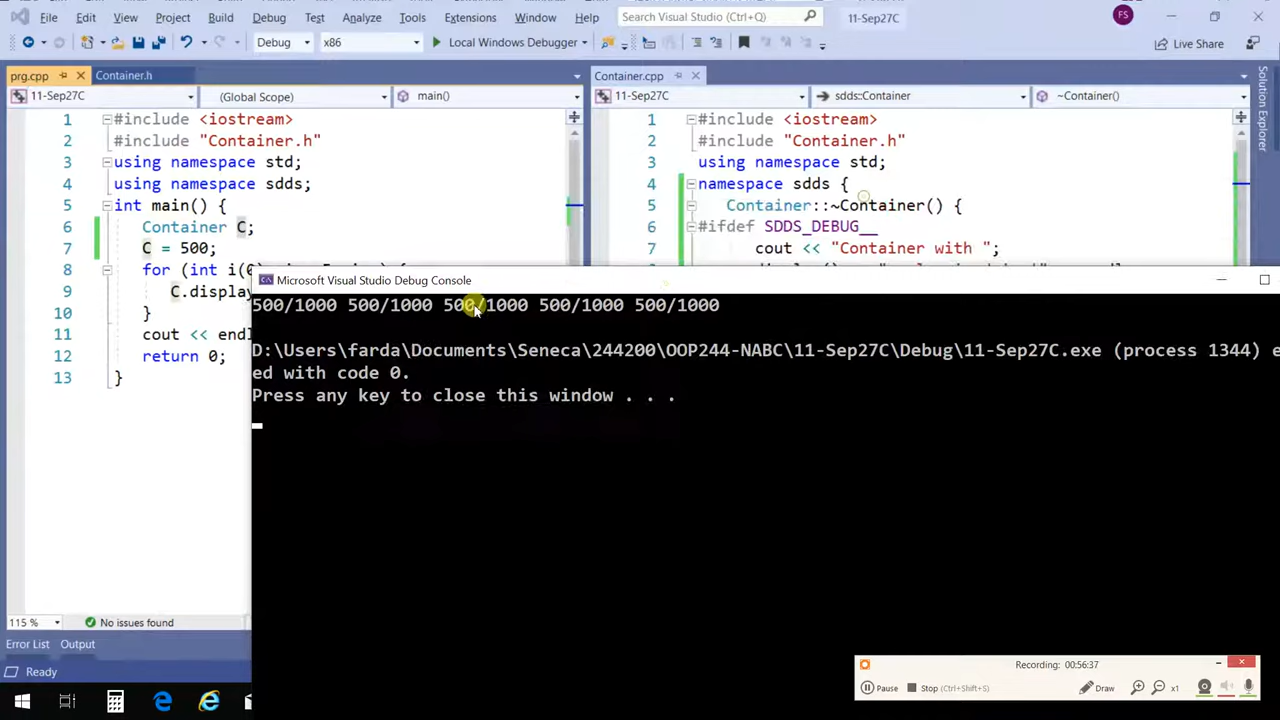 File Edit View Project Build Debug Test Analyze Tools Extensions Window Help Search Visual Studio (Ctrl+Q) 11-Sep27C FS
Debug x86 Local Windows Debugger Live Share
prg.cpp Container.h
11-Sep27C (Global Scope) main()
1 #include <iostream>
2 #include "Container.h"
3 using namespace std;
4 using namespace sdds;
5 int main() {
6 Container C;
7 C = 500;
8 for (int i(0)
9 C.display
10 }
11 cout << endl
12 return 0;
13 }
115 % No issues found
Error List Output
Ready
Container.cpp
11-Sep27C sdds::Container ~Container()
1 #include <iostream>
2 #include "Container.h"
3 using namespace std;
4 namespace sdds {
5 Container::~Container() {
6 #ifdef SDDS_DEBUG__
7 cout << "Container with ";
Solution Explorer
Microsoft Visual Studio Debug Console
500/1000 500/1000 500/1000 500/1000 500/1000
D:\Users\farda\Documents\Seneca\244200\OOP244-NABC\11-Sep27C\Debug\11-Sep27C.exe (process 1344) e
ed with code 0.
Press any key to close this window . . .
Recording: 00:56:37
Pause Stop (Ctrl+Shift+S) Draw x1